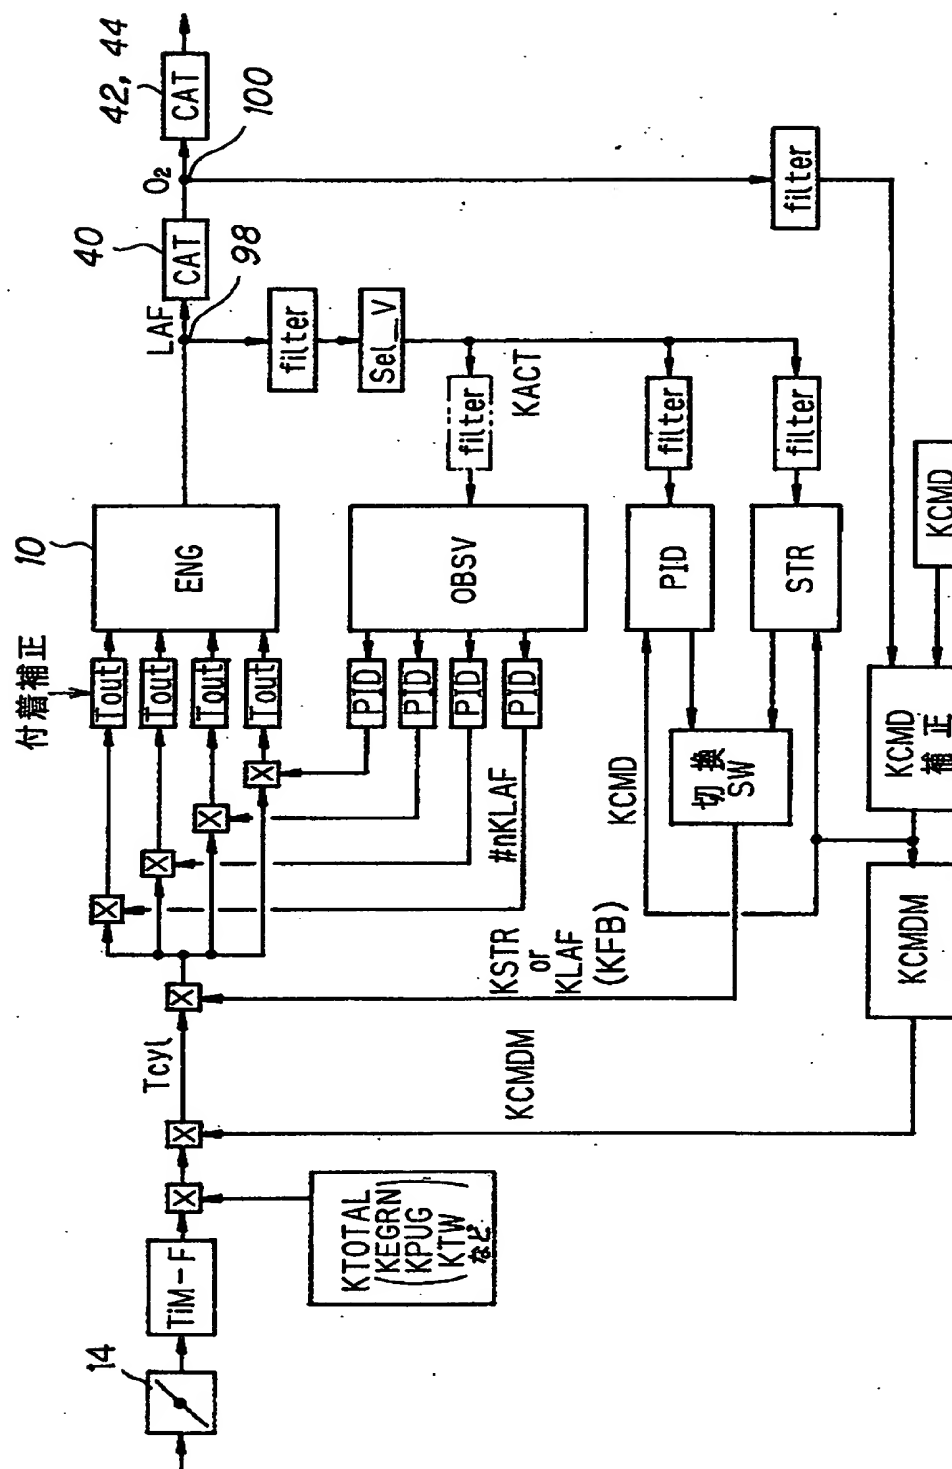 14
TiM-F
KTOTAL
(KEGRN
KPUG
KTW
など)
Tcyl
KCMDM
KSTR
or
KLAF
(KFB)
#nKLAF
付着補正
Tout
Tout
Tout
Tout
10
ENG
PID
PID
PID
PID
OBSV
LAF
40
CAT
98
O2
100
42, 44
CAT
filter
Sel_V
filter
KACT
filter
filter
filter
PID
STR
KCMD
切換
SW
KCMDM
KCMD
補正
KCMD